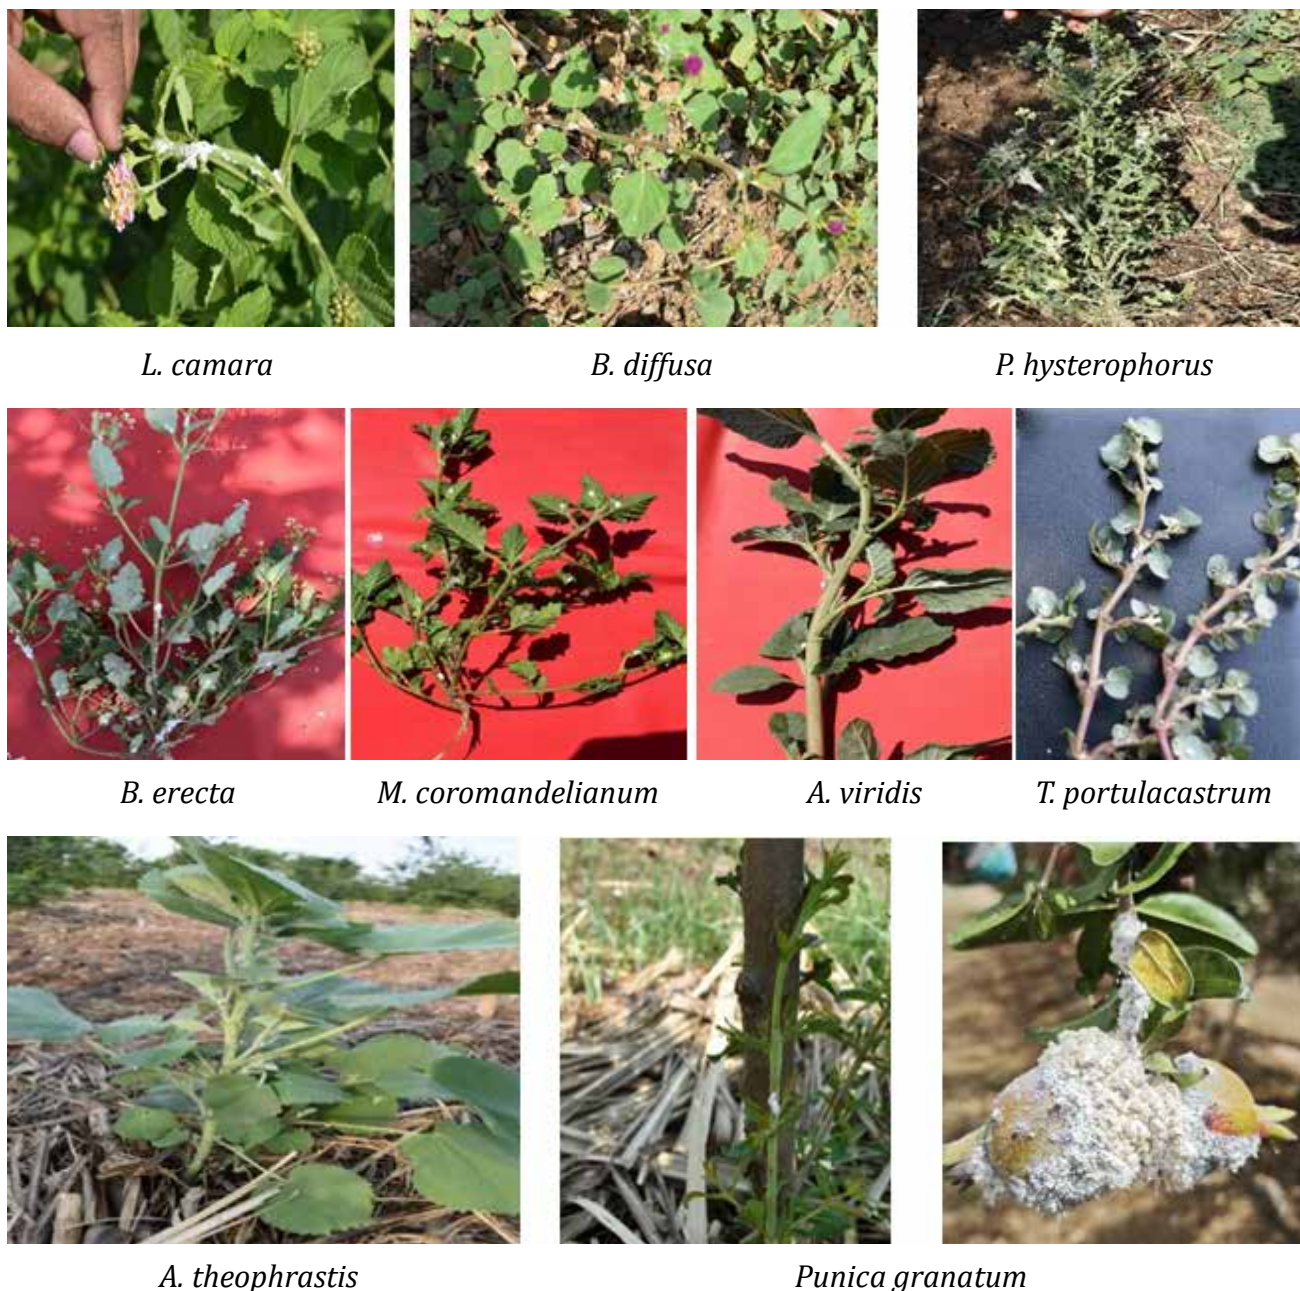 L. camara
B. diffusa
P. hysterophorus
B. erecta
M. coromandelianum
A. viridis
T. portulacastrum
A. theophrastis
Punica granatum